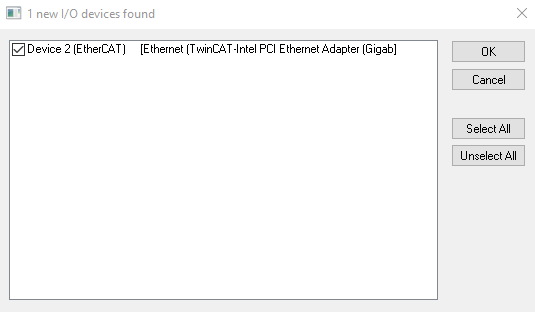 1 new I/O devices found
Device 2 (EtherCAT) [Ethernet (TwinCAT-Intel PCI Ethernet Adapter (Gigab]
OK
Cancel
Select All
Unselect All